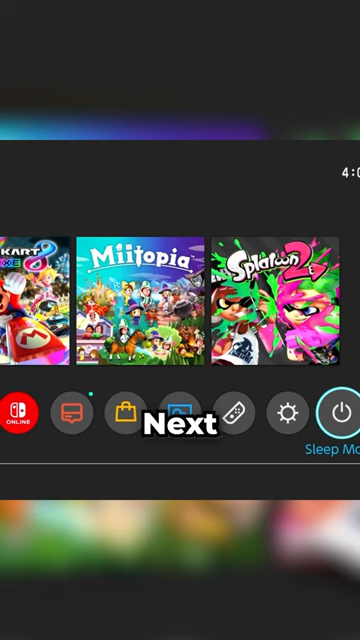 4:0
KART 8
XE
Miitopia
Splatoon 2
ONLINE
Next
Sleep Mo